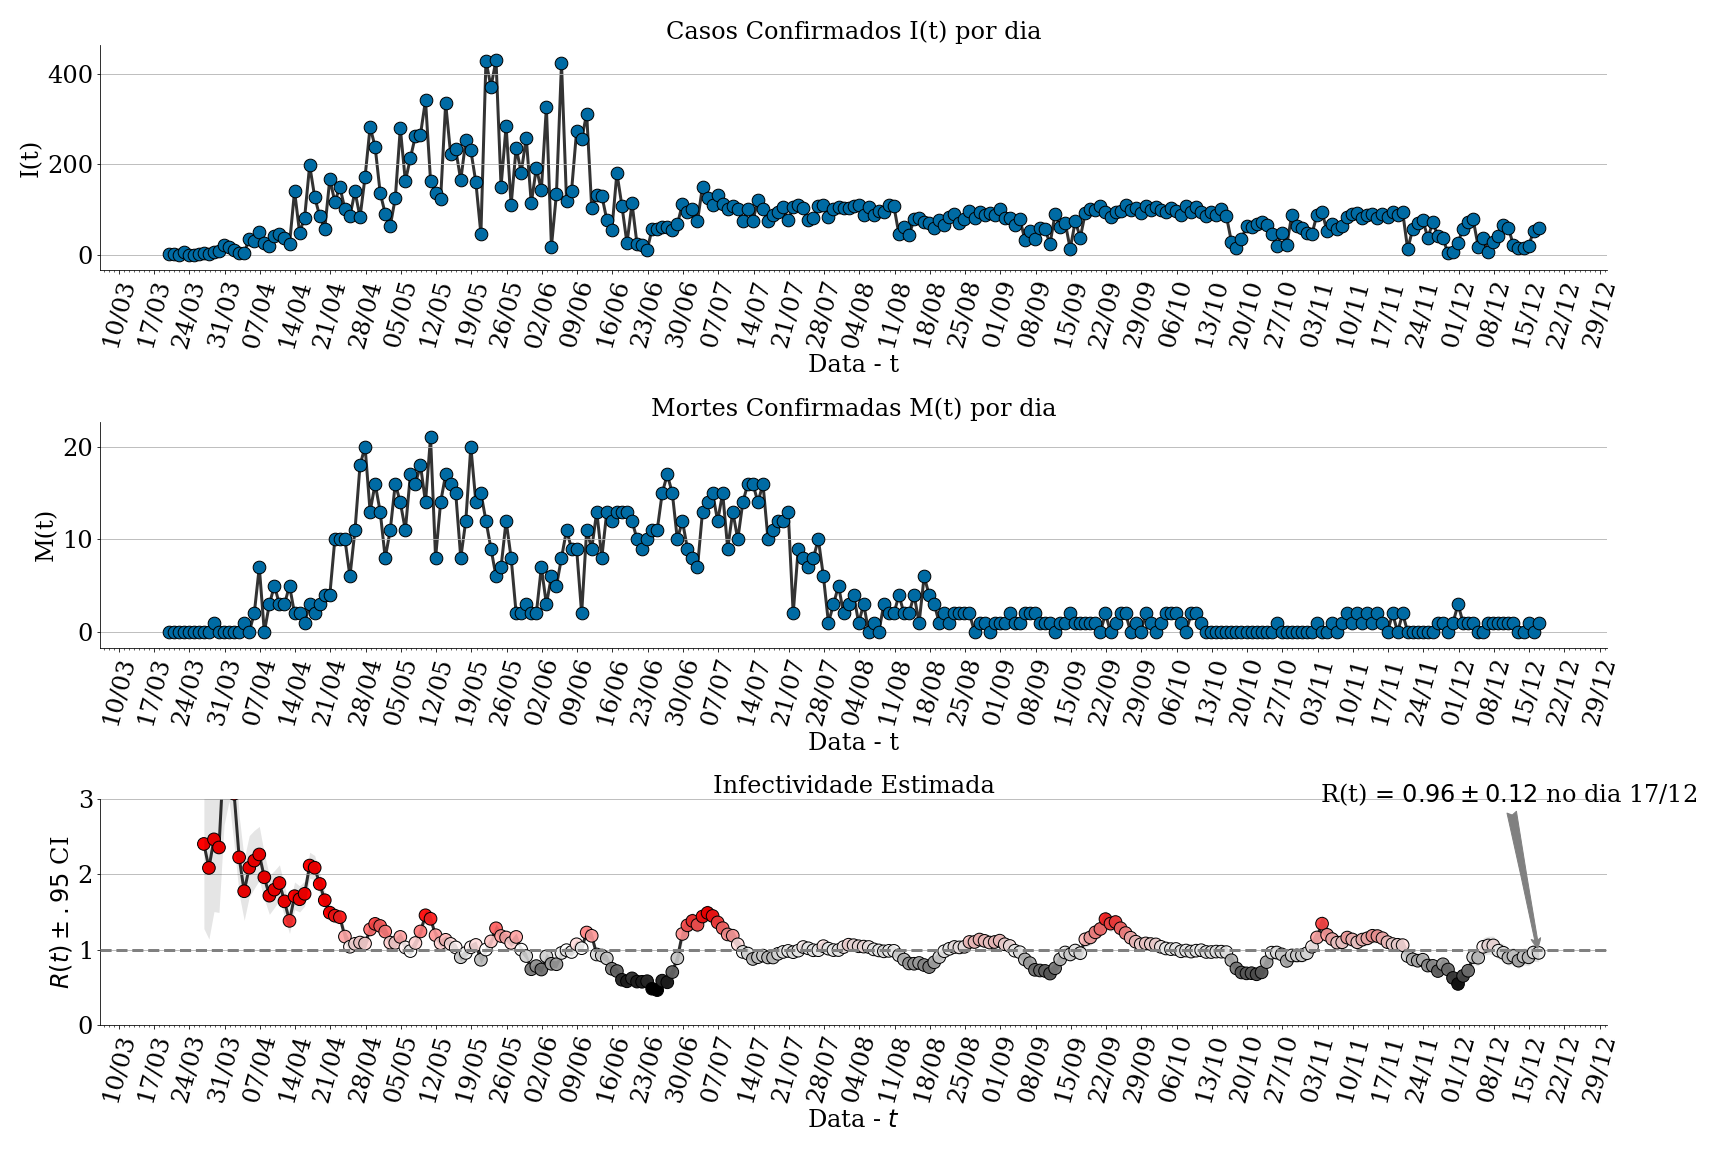 Casos Confirmados I(t) por dia
400
200
0
I(t)
10/03 17/03 24/03 31/03 07/04 14/04 21/04 28/04 05/05 12/05 19/05 26/05 02/06 09/06 16/06 23/06 30/06 07/07 14/07 21/07 28/07 04/08 11/08 18/08 25/08 01/09 08/09 15/09 22/09 29/09 06/10 13/10 20/10 27/10 03/11 10/11 17/11 24/11 01/12 08/12 15/12 22/12 29/12
Data - t
Mortes Confirmadas M(t) por dia
20
10
0
M(t)
10/03 17/03 24/03 31/03 07/04 14/04 21/04 28/04 05/05 12/05 19/05 26/05 02/06 09/06 16/06 23/06 30/06 07/07 14/07 21/07 28/07 04/08 11/08 18/08 25/08 01/09 08/09 15/09 22/09 29/09 06/10 13/10 20/10 27/10 03/11 10/11 17/11 24/11 01/12 08/12 15/12 22/12 29/12
Data - t
Infectividade Estimada
R(t) = 0.96 ± 0.12 no dia 17/12
3
2
1
0
R(t) ± .95 CI
10/03 17/03 24/03 31/03 07/04 14/04 21/04 28/04 05/05 12/05 19/05 26/05 02/06 09/06 16/06 23/06 30/06 07/07 14/07 21/07 28/07 04/08 11/08 18/08 25/08 01/09 08/09 15/09 22/09 29/09 06/10 13/10 20/10 27/10 03/11 10/11 17/11 24/11 01/12 08/12 15/12 22/12 29/12
Data - t